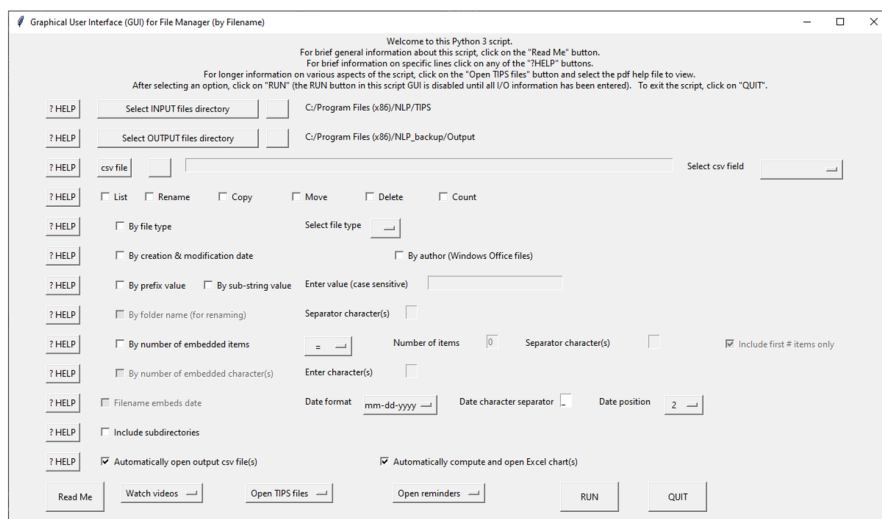 Graphical User Interface (GUI) for File Manager (by Filename)
Welcome to this Python 3 script.
For brief general information about this script, click on the "Read Me" button.
For brief information on specific lines click on any of the "?HELP" buttons.
For longer information on various aspects of the script, click on the "Open TIPS files" button and select the pdf help file to view.
After selecting an option, click on "RUN" (the RUN button in this script GUI is disabled until all I/O information has been entered).  To exit the script, click on "QUIT".
? HELP Select INPUT files directory C:/Program Files (x86)/NLP/TIPS
? HELP Select OUTPUT files directory C:/Program Files (x86)/NLP_backup/Output
? HELP csv file Select csv field
? HELP List Rename Copy Move Delete Count
? HELP By file type Select file type
? HELP By creation & modification date By author (Windows Office files)
? HELP By prefix value By sub-string value Enter value (case sensitive)
? HELP By folder name (for renaming) Separator character(s)
? HELP By number of embedded items = Number of items 0 Separator character(s) Include first # items only
? HELP By number of embedded character(s) Enter character(s)
? HELP Filename embeds date Date format mm-dd-yyyy Date character separator _ Date position 2
? HELP Include subdirectories
? HELP Automatically open output csv file(s) Automatically compute and open Excel chart(s)
Read Me Watch videos Open TIPS files Open reminders RUN QUIT